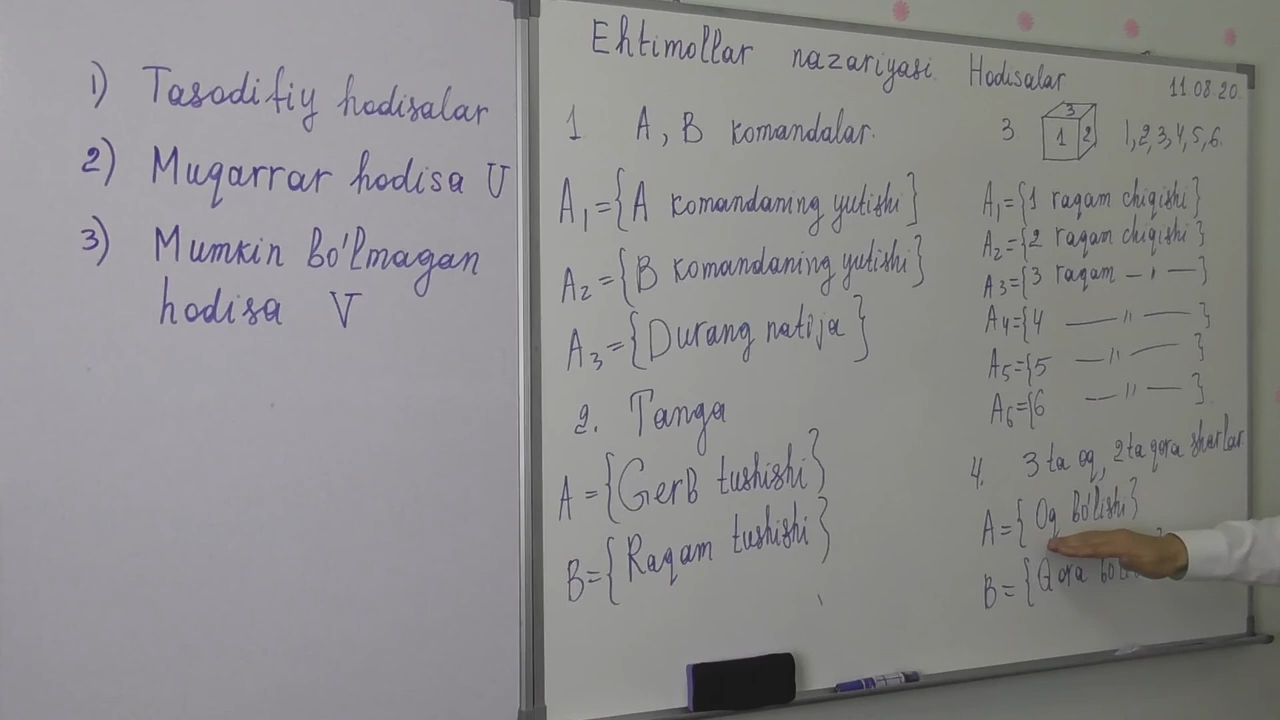 1) Tasodifiy hodisalar
2) Muqarrar hodisa U
3) Mumkin bo'lmagan
hodisa V
Ehtimollar nazariyasi. Hodisalar
11.08.20.
1 A, B komandalar.
A₁={A komandaning yutishi}
A₂={B komandaning yutishi}
A₃={Durang natija}
2. Tanga
A={Gerb tushishi}
B={Raqam tushishi}
3. 1 2 3 1,2,3,4,5,6.
A₁={1 raqam chiqishi}
A₂={2 raqam chiqishi}
A₃={3 raqam — " —}
A₄={4 — " —}
A₅={5 — " —}
A₆={6 — " —}
4. 3 ta oq, 2 ta qora sharlar
A={Oq bo'lishi}
B={Qora